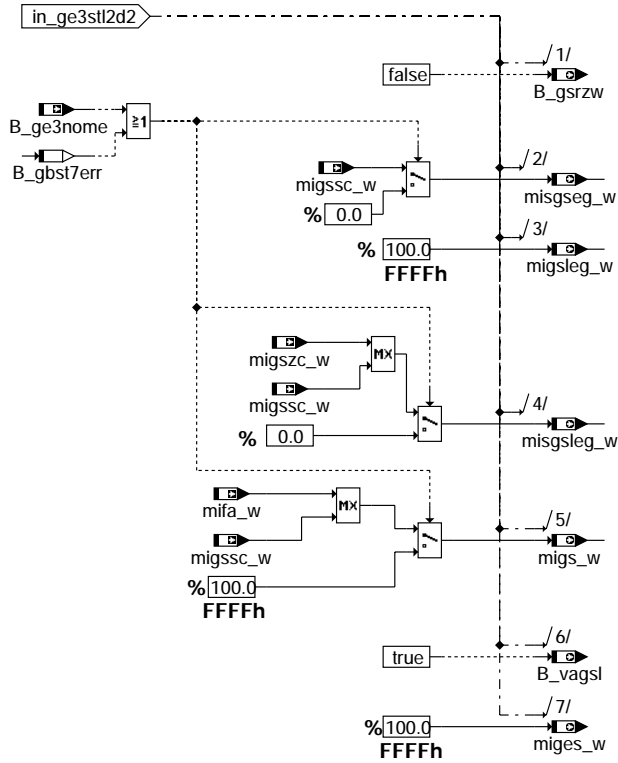 in_ge3stl2d2
1/
false
B_gsrzw
B_ge3nome
≥1
B_gbst7err
2/
migssc_w
misgseg_w
% 0.0
3/
% 100.0
migsleg_w
FFFFh
migszc_w
MX
migssc_w
4/
% 0.0
misgsleg_w
mifa_w
MX
5/
migssc_w
migs_w
% 100.0
FFFFh
6/
true
B_vagsl
7/
% 100.0
miges_w
FFFFh